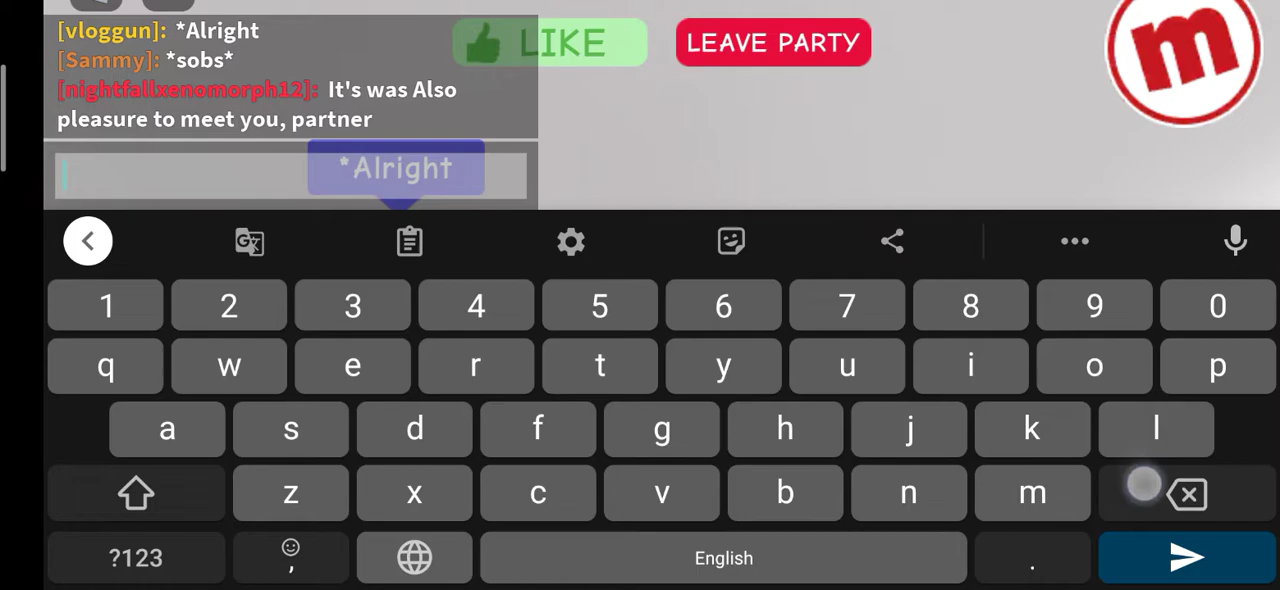 [vloggun]: *Alright
[Sammy]: *sobs*
[nightfallxenomorph12]: It's was Also
pleasure to meet you, partner
LIKE
LEAVE PARTY
m
*Alright
1 2 3 4 5 6 7 8 9 0
q w e r t y u i o p
a s d f g h j k l
z x c v b n m
?123 , English .